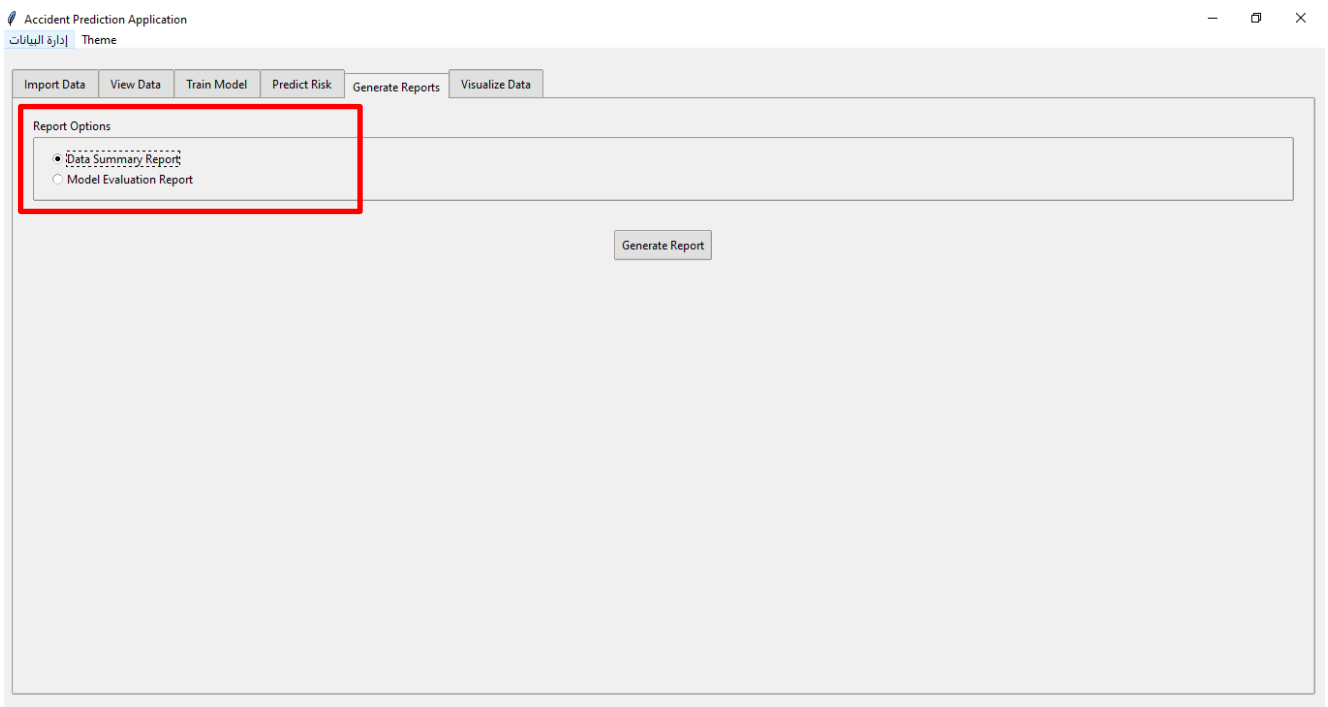 Accident Prediction Application
إدارة البيانات Theme
Import Data View Data Train Model Predict Risk Generate Reports Visualize Data
Report Options
Data Summary Report
Model Evaluation Report
Generate Report